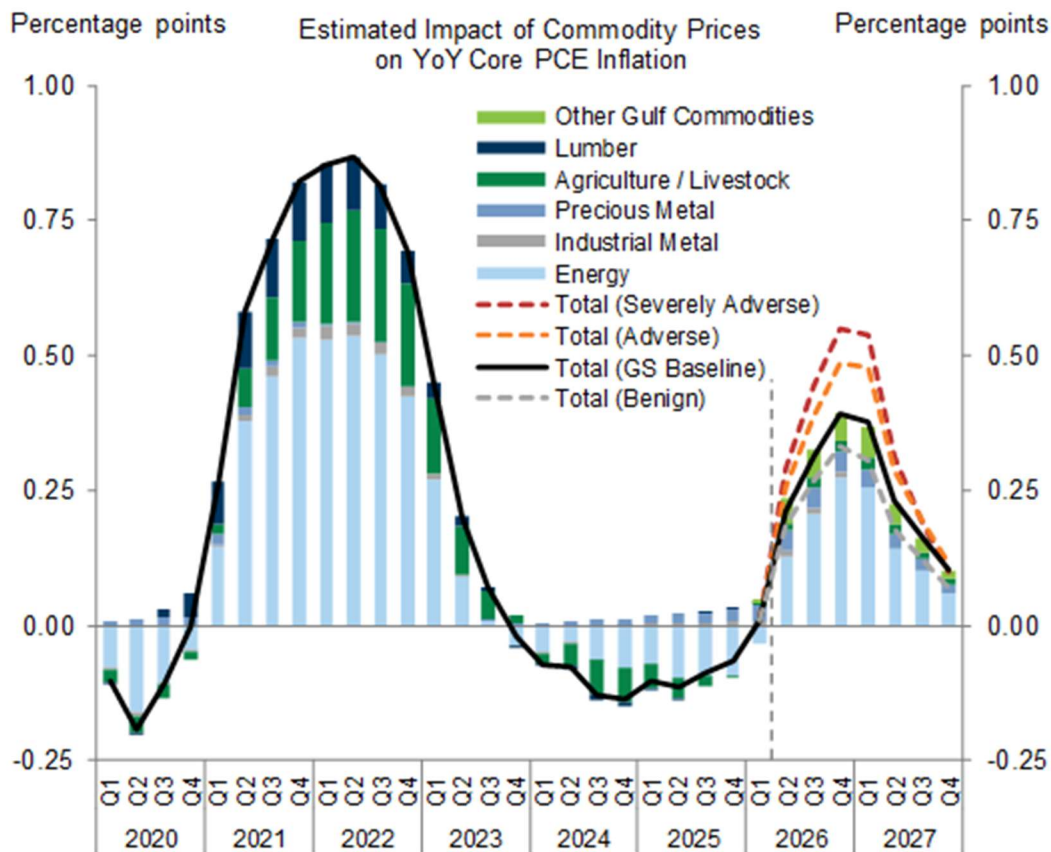 Percentage points
Estimated Impact of Commodity Prices
on YoY Core PCE Inflation
Percentage points
1.00
0.75
0.50
0.25
0.00
-0.25
1.00
0.75
0.50
0.25
0.00
-0.25
Other Gulf Commodities
Lumber
Agriculture / Livestock
Precious Metal
Industrial Metal
Energy
Total (Severely Adverse)
Total (Adverse)
Total (GS Baseline)
Total (Benign)
Q1 Q2 Q3 Q4 Q1 Q2 Q3 Q4 Q1 Q2 Q3 Q4 Q1 Q2 Q3 Q4 Q1 Q2 Q3 Q4 Q1 Q2 Q3 Q4 Q1 Q2 Q3 Q4 Q1 Q2 Q3 Q4
2020 2021 2022 2023 2024 2025 2026 2027